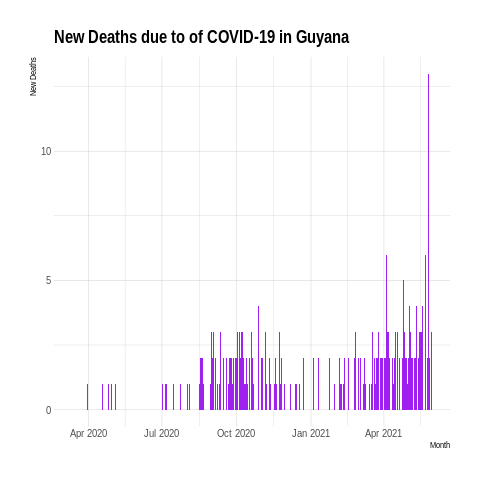 New Deaths due to of COVID-19 in Guyana
New Deaths
10
5
0
Apr 2020 Jul 2020 Oct 2020 Jan 2021 Apr 2021
Month